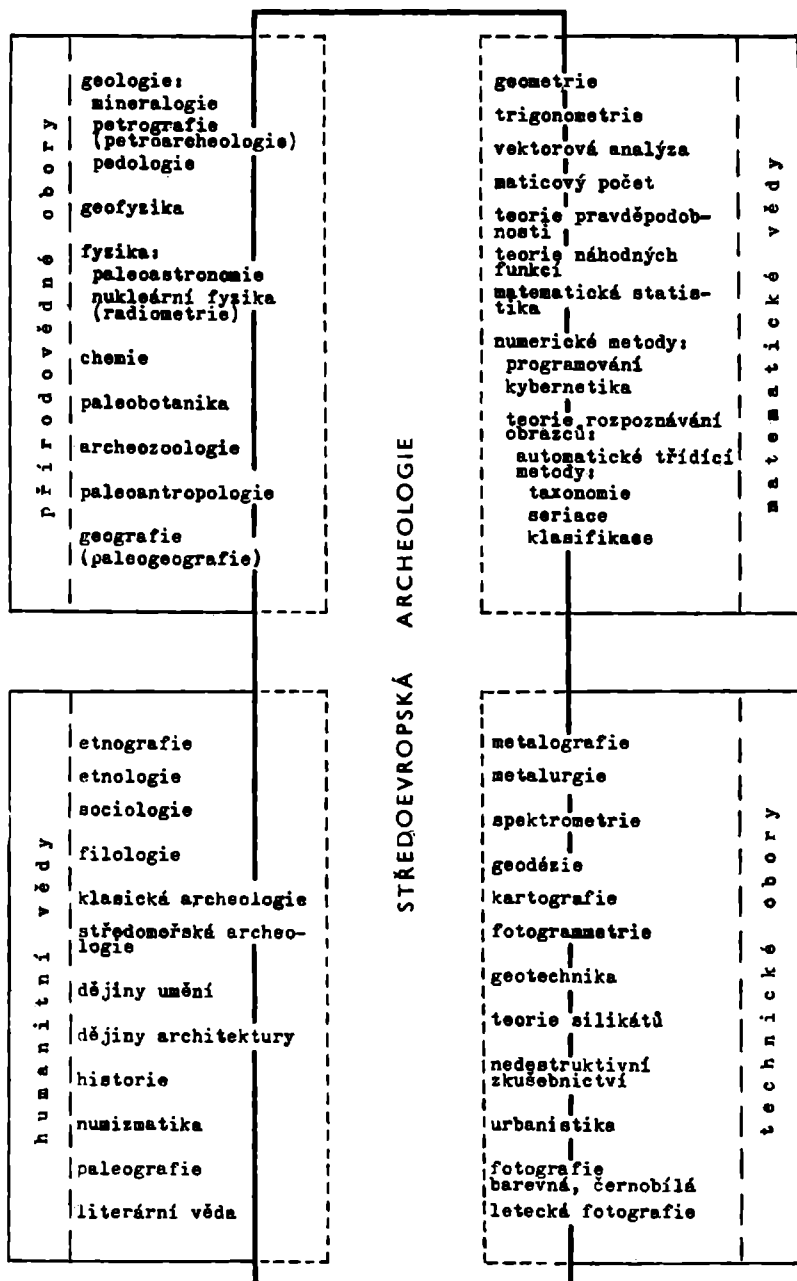 přírodovědné obory
geologie:
mineralogie
petrografie
(petroarcheologie)
pedologie
geofyzika
fyzika:
paleoastronomie
nukleární fyzika
(radiometrie)
chemie
paleobotanika
archeozoologie
paleoantropologie
geografie
(paleogeografie)
geometrie
trigonometrie
vektorová analýza
maticový počet
teorie pravděpodob-
nosti
teorie náhodných
funkcí
matematická statis-
tika
numerické metody:
programování
kybernetika
teorie rozpoznávání
obrazců:
automatické třídící
metody:
taxonomie
seriace
klasifikase
matematické vědy
STŘEDOEVROPSKÁ ARCHEOLOGIE
humanitní vědy
etnografie
etnologie
sociologie
filologie
klasická archeologie
středomořská archeo-
logie
dějiny umění
dějiny architektury
historie
numizmatika
paleografie
literární věda
metalografie
metalurgie
spektrometrie
geodézie
kartografie
fotogrammetrie
geotechnika
teorie silikátů
nedestruktivní
zkušebnictví
urbanistika
fotografie
barevná, černobílá
letecká fotografie
technické obory